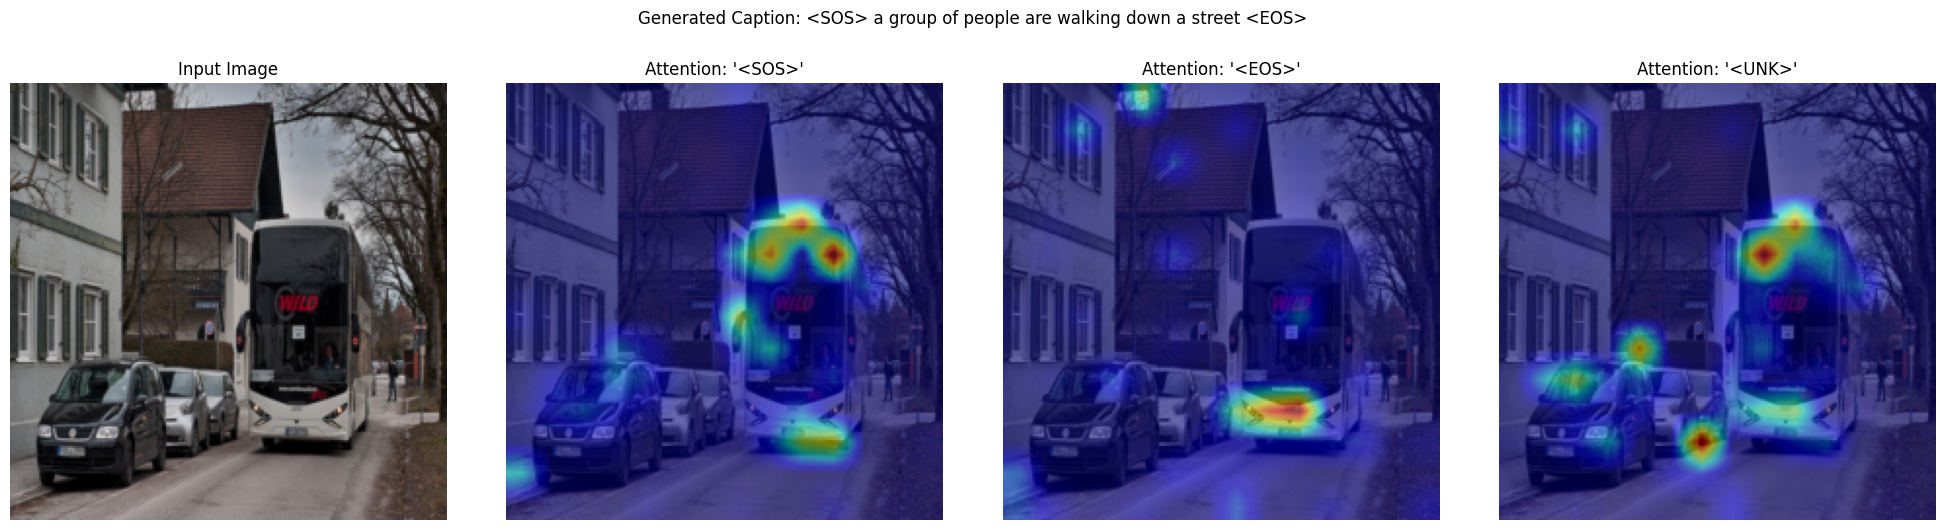 Generated Caption: <SOS> a group of people are walking down a street <EOS>
Input Image
Attention: '<SOS>'
Attention: '<EOS>'
Attention: '<UNK>'
WILD
WILD
WILD
WILD